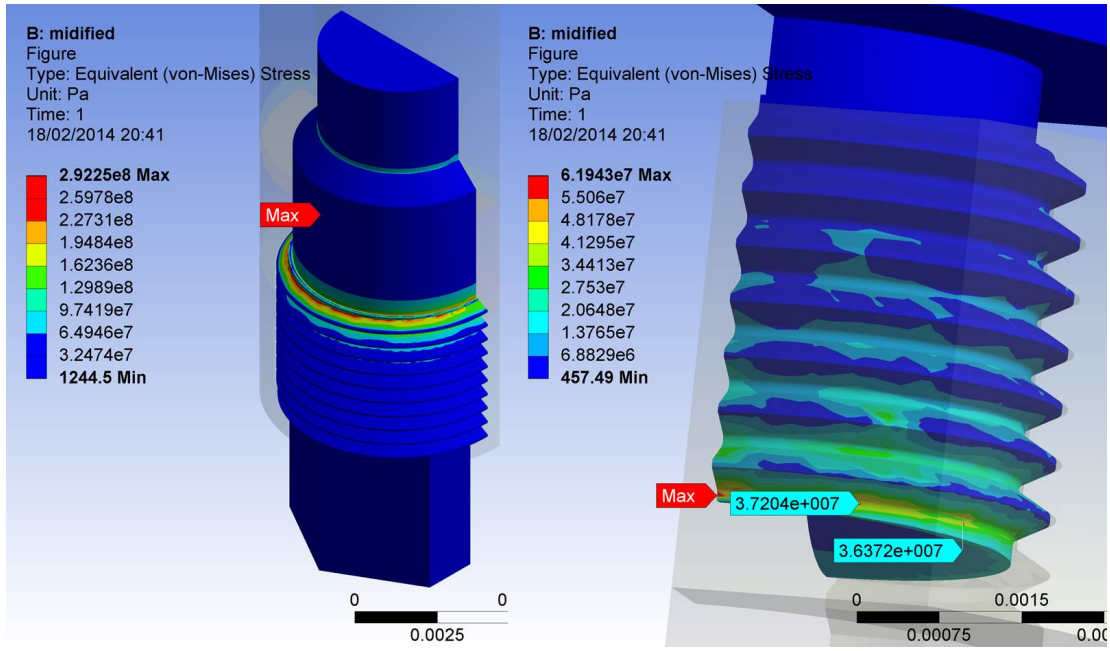 B: midified
Figure
Type: Equivalent (von-Mises) Stress
Unit: Pa
Time: 1
18/02/2014 20:41
2.9225e8 Max
2.5978e8
2.2731e8
1.9484e8
1.6236e8
1.2989e8
9.7419e7
6.4946e7
3.2474e7
1244.5 Min
Max
0 0
0.0025
B: midified
Figure
Type: Equivalent (von-Mises) Stress
Unit: Pa
Time: 1
18/02/2014 20:41
6.1943e7 Max
5.506e7
4.8178e7
4.1295e7
3.4413e7
2.753e7
2.0648e7
1.3765e7
6.8829e6
457.49 Min
Max
3.7204e+007
3.6372e+007
0 0.0015
0.00075 0.00